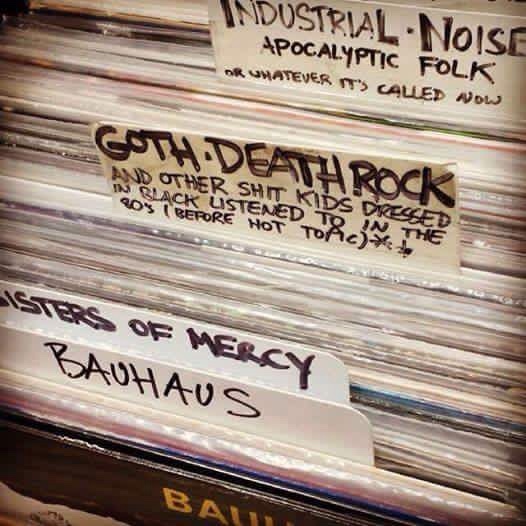 INDUSTRIAL · NOISE
APOCALYPTIC FOLK
OR WHATEVER IT'S CALLED NOW
GOTH · DEATH ROCK
AND OTHER SHIT KIDS DRESSED
IN BLACK LISTENED TO IN THE
80'S (BEFORE HOT TOPIC)
SISTERS OF MERCY
BAUHAUS
BAU